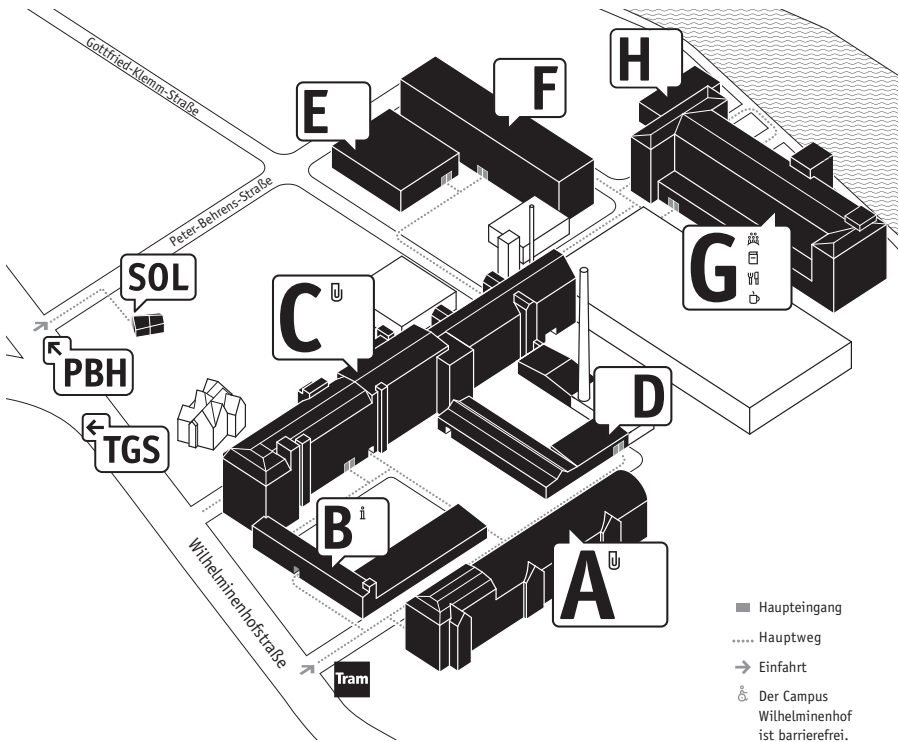 Gottfried-Klemm-Straße
H
F
E
Peter-Behrens-Straße
G
SOL
C
PBH
D
TGS
B i
A
Wilhelminenhofstraße
Tram
Haupteingang
Hauptweg
Einfahrt
Der Campus
Wilhelminenhof
ist barrierefrei.